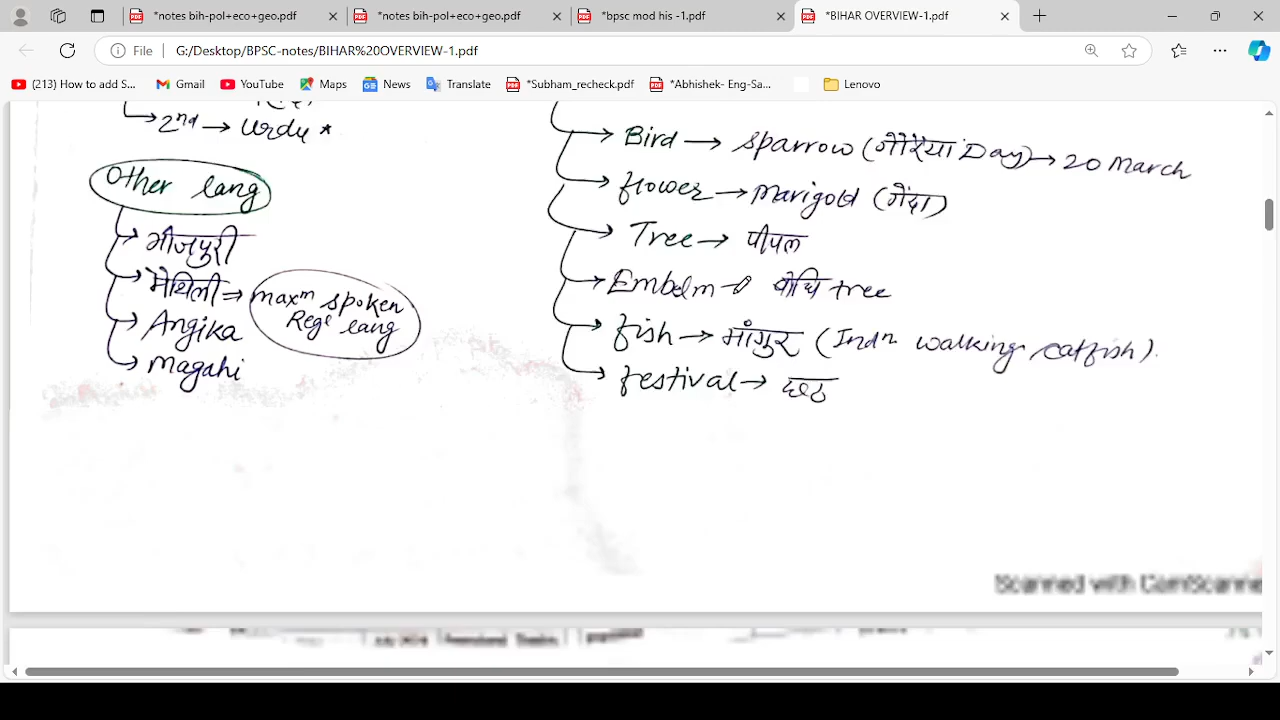 *notes bih-pol+eco+geo.pdf
*notes bih-pol+eco+geo.pdf
*bpsc mod his -1.pdf
*BIHAR OVERVIEW-1.pdf
File
G:/Desktop/BPSC-notes/BIHAR%20OVERVIEW-1.pdf
(213) How to add S...
Gmail
YouTube
Maps
News
Translate
*Subham_recheck.pdf
*Abhishek- Eng-Sa...
Lenovo
2nd → Urdu *
Other lang
भोजपुरी
मैथिली ⇒ maxm spoken Rege lang
Angika
Magahi
Bird → Sparrow (गौरैया Day) → 20 March
flower → Marigold (गेंदा)
Tree → पीपल
Embelm → बोधि tree
fish → मांगुर (Indn walking catfish).
festival → छठ
Scanned with CamScanne